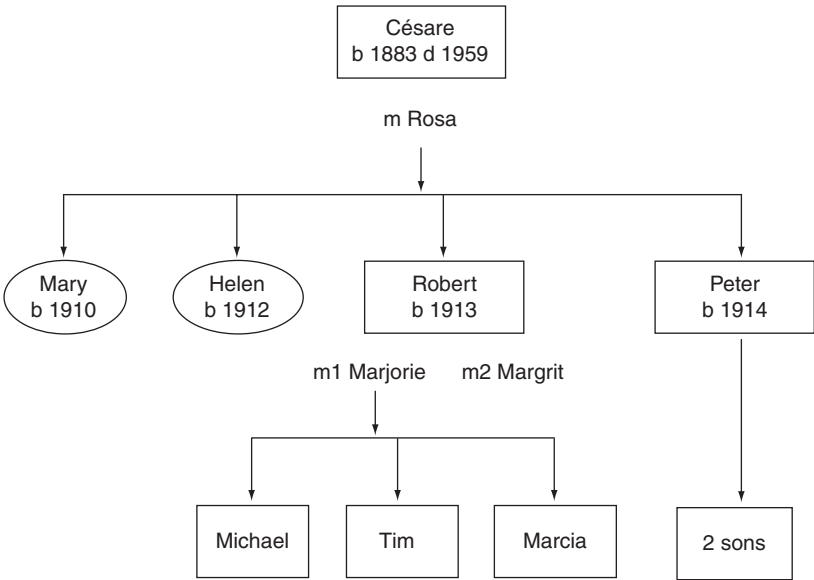 Césare
b 1883 d 1959
m Rosa
Mary
b 1910
Helen
b 1912
Robert
b 1913
Peter
b 1914
m1 Marjorie
m2 Margrit
Michael
Tim
Marcia
2 sons